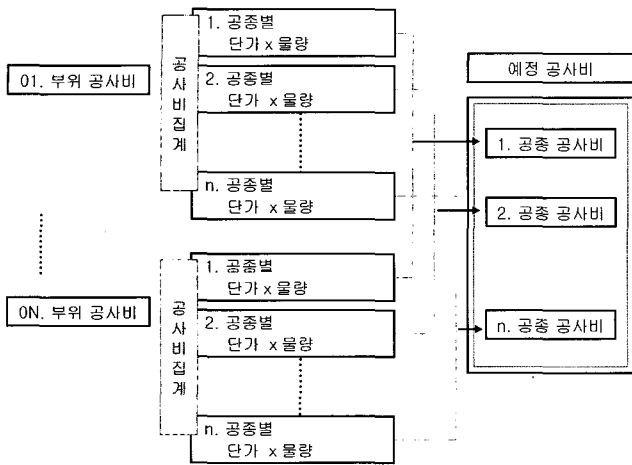 01. 부위 공사비
공사비집계
1. 공종별
단가 x 물량
2. 공종별
단가 x 물량
n. 공종별
단가 x 물량
0N. 부위 공사비
공사비집계
1. 공종별
단가 x 물량
2. 공종별
단가 x 물량
n. 공종별
단가 x 물량
예정 공사비
1. 공종 공사비
2. 공종 공사비
n. 공종 공사비